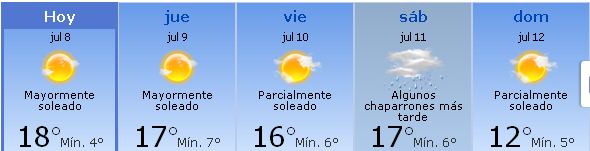 Hoy jue vie sáb dom
jul 8 jul 9 jul 10 jul 11 jul 12
Mayormente soleado
Mayormente soleado
Parcialmente soleado
Algunos chaparrones más tarde
Parcialmente soleado
18° Mín. 4° 17° Mín. 7° 16° Mín. 6° 17° Mín. 6° 12° Mín. 5°